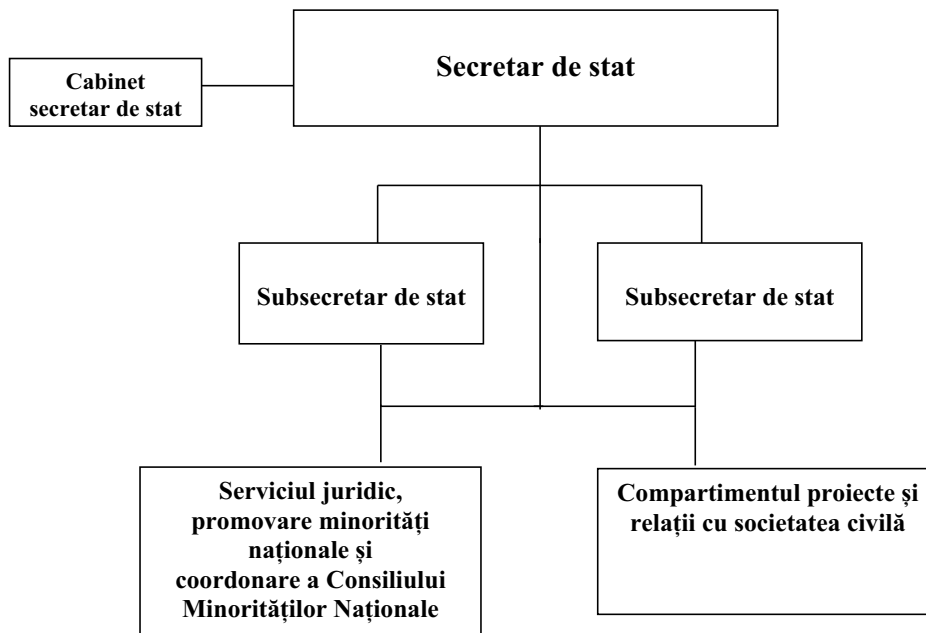 Secretar de stat
Cabinet
secretar de stat
Subsecretar de stat
Subsecretar de stat
Serviciul juridic,
promovare minorități
naționale și
coordonare a Consiliului
Minorităților Naționale
Compartimentul proiecte și
relații cu societatea civilă